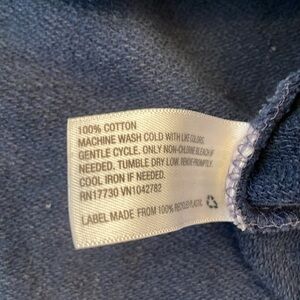 100% COTTON
MACHINE WASH COLD WITH LIKE COLORS.
GENTLE CYCLE. ONLY NON-CHLORINE BLEACH IF
NEEDED. TUMBLE DRY LOW. REMOVE PROMPTLY.
COOL IRON IF NEEDED.
RN17730 VN1042782
LABEL MADE FROM 100% RECYCLED PLASTIC